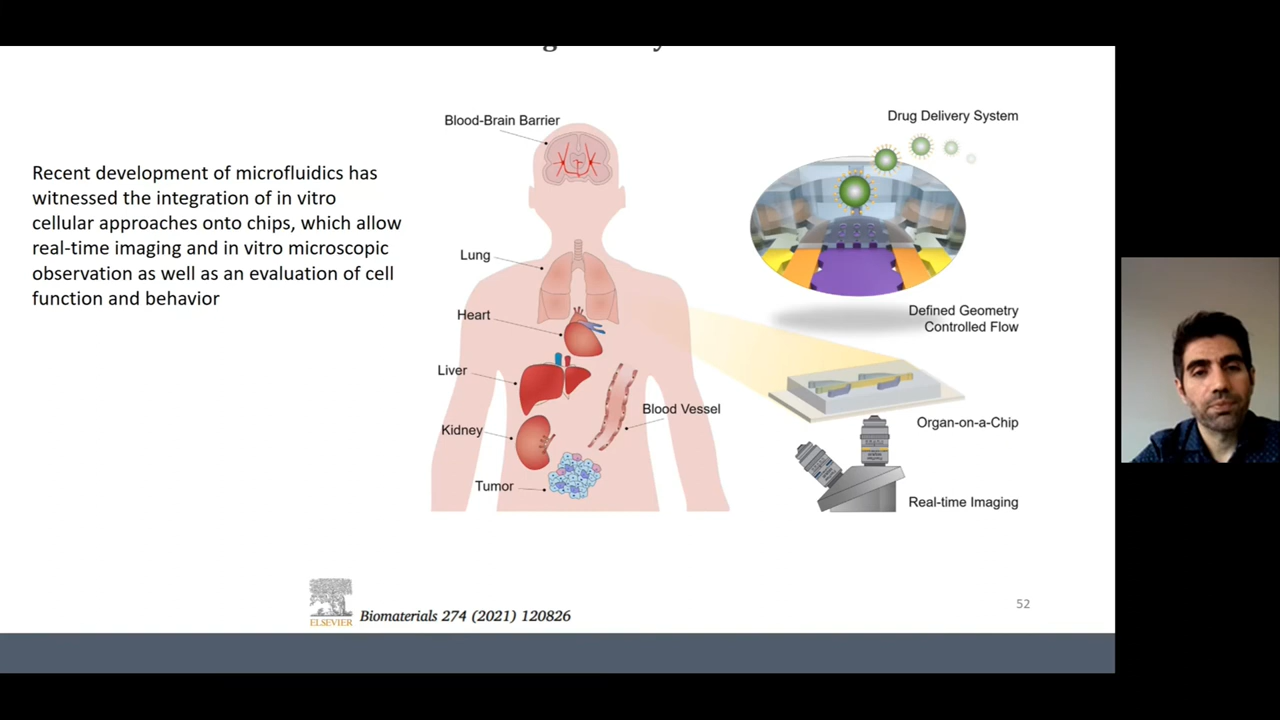 Recent development of microfluidics has
witnessed the integration of in vitro
cellular approaches onto chips, which allow
real-time imaging and in vitro microscopic
observation as well as an evaluation of cell
function and behavior
Blood-Brain Barrier
Lung
Heart
Liver
Kidney
Tumor
Blood Vessel
Drug Delivery System
Defined Geometry
Controlled Flow
Organ-on-a-Chip
Real-time Imaging
ELSEVIER
Biomaterials 274 (2021) 120826
52